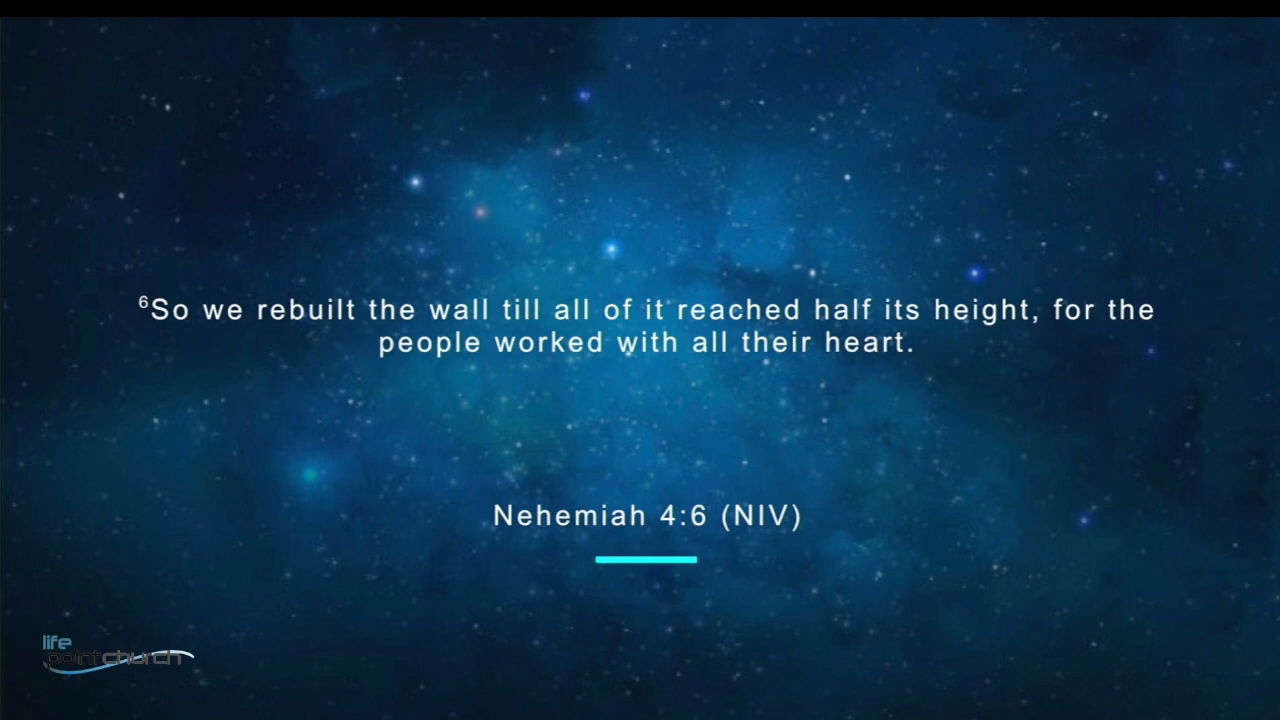 ⁶So we rebuilt the wall till all of it reached half its height, for the
people worked with all their heart.
Nehemiah 4:6 (NIV)
life
pointchurch